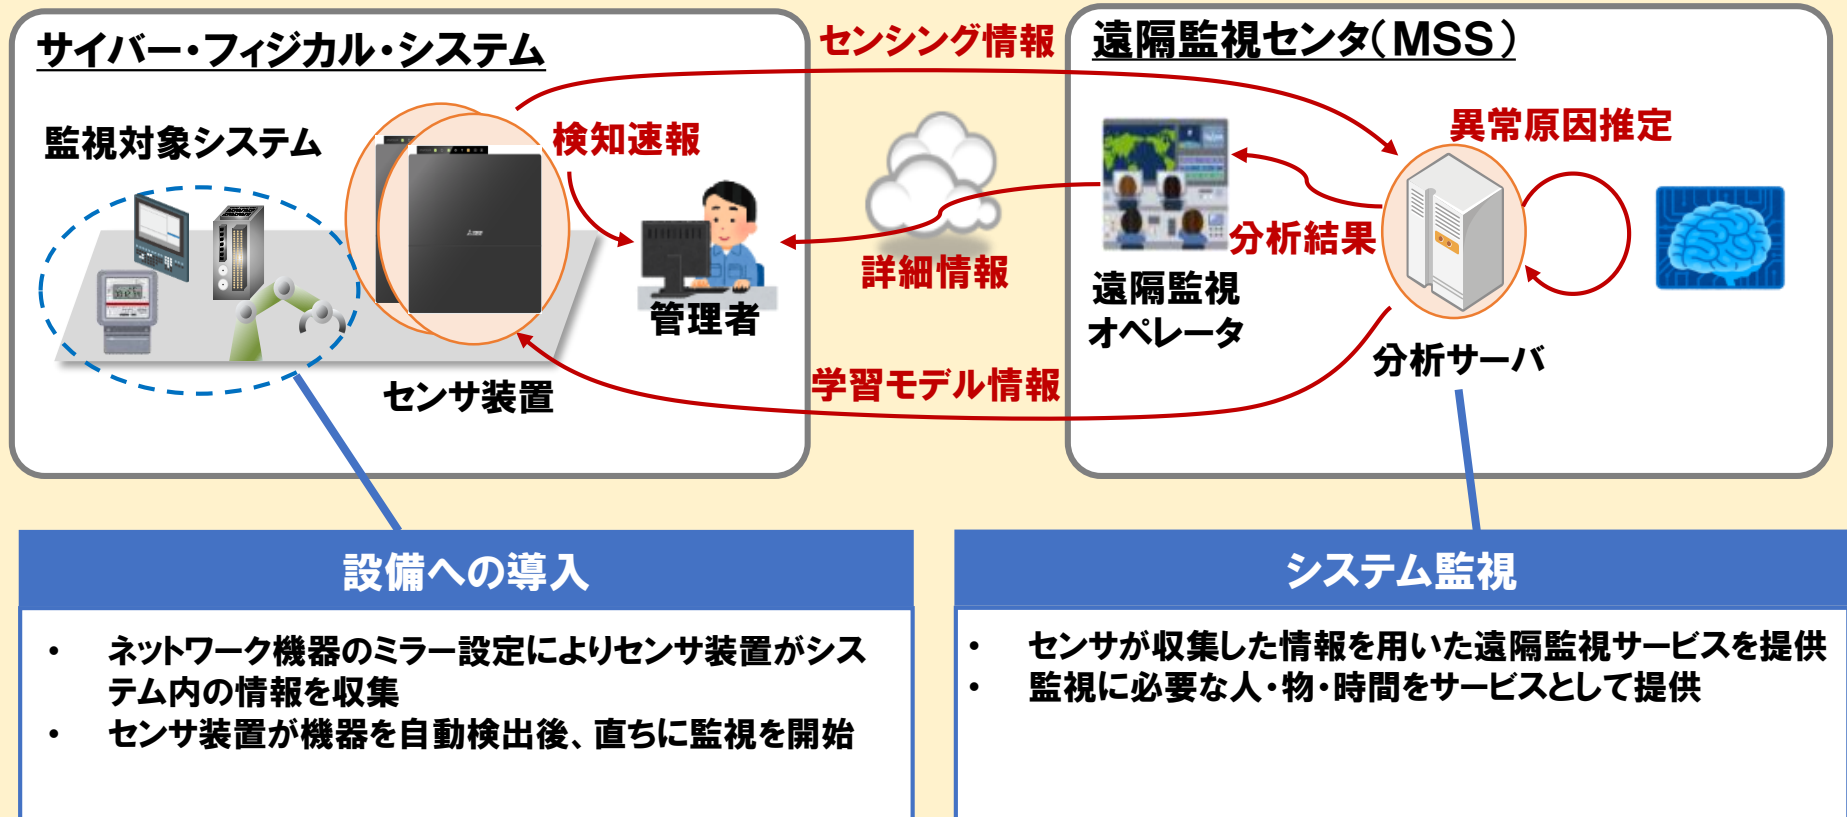 サイバー・フィジカル・システム
センシング情報
遠隔監視センタ(MSS)
監視対象システム
検知速報
異常原因推定
分析結果
詳細情報
管理者
遠隔監視
オペレータ
分析サーバ
センサ装置
学習モデル情報
設備への導入
・ ネットワーク機器のミラー設定によりセンサ装置がシス
テム内の情報を収集
・ センサ装置が機器を自動検出後、直ちに監視を開始
システム監視
・ センサが収集した情報を用いた遠隔監視サービスを提供
・ 監視に必要な人・物・時間をサービスとして提供